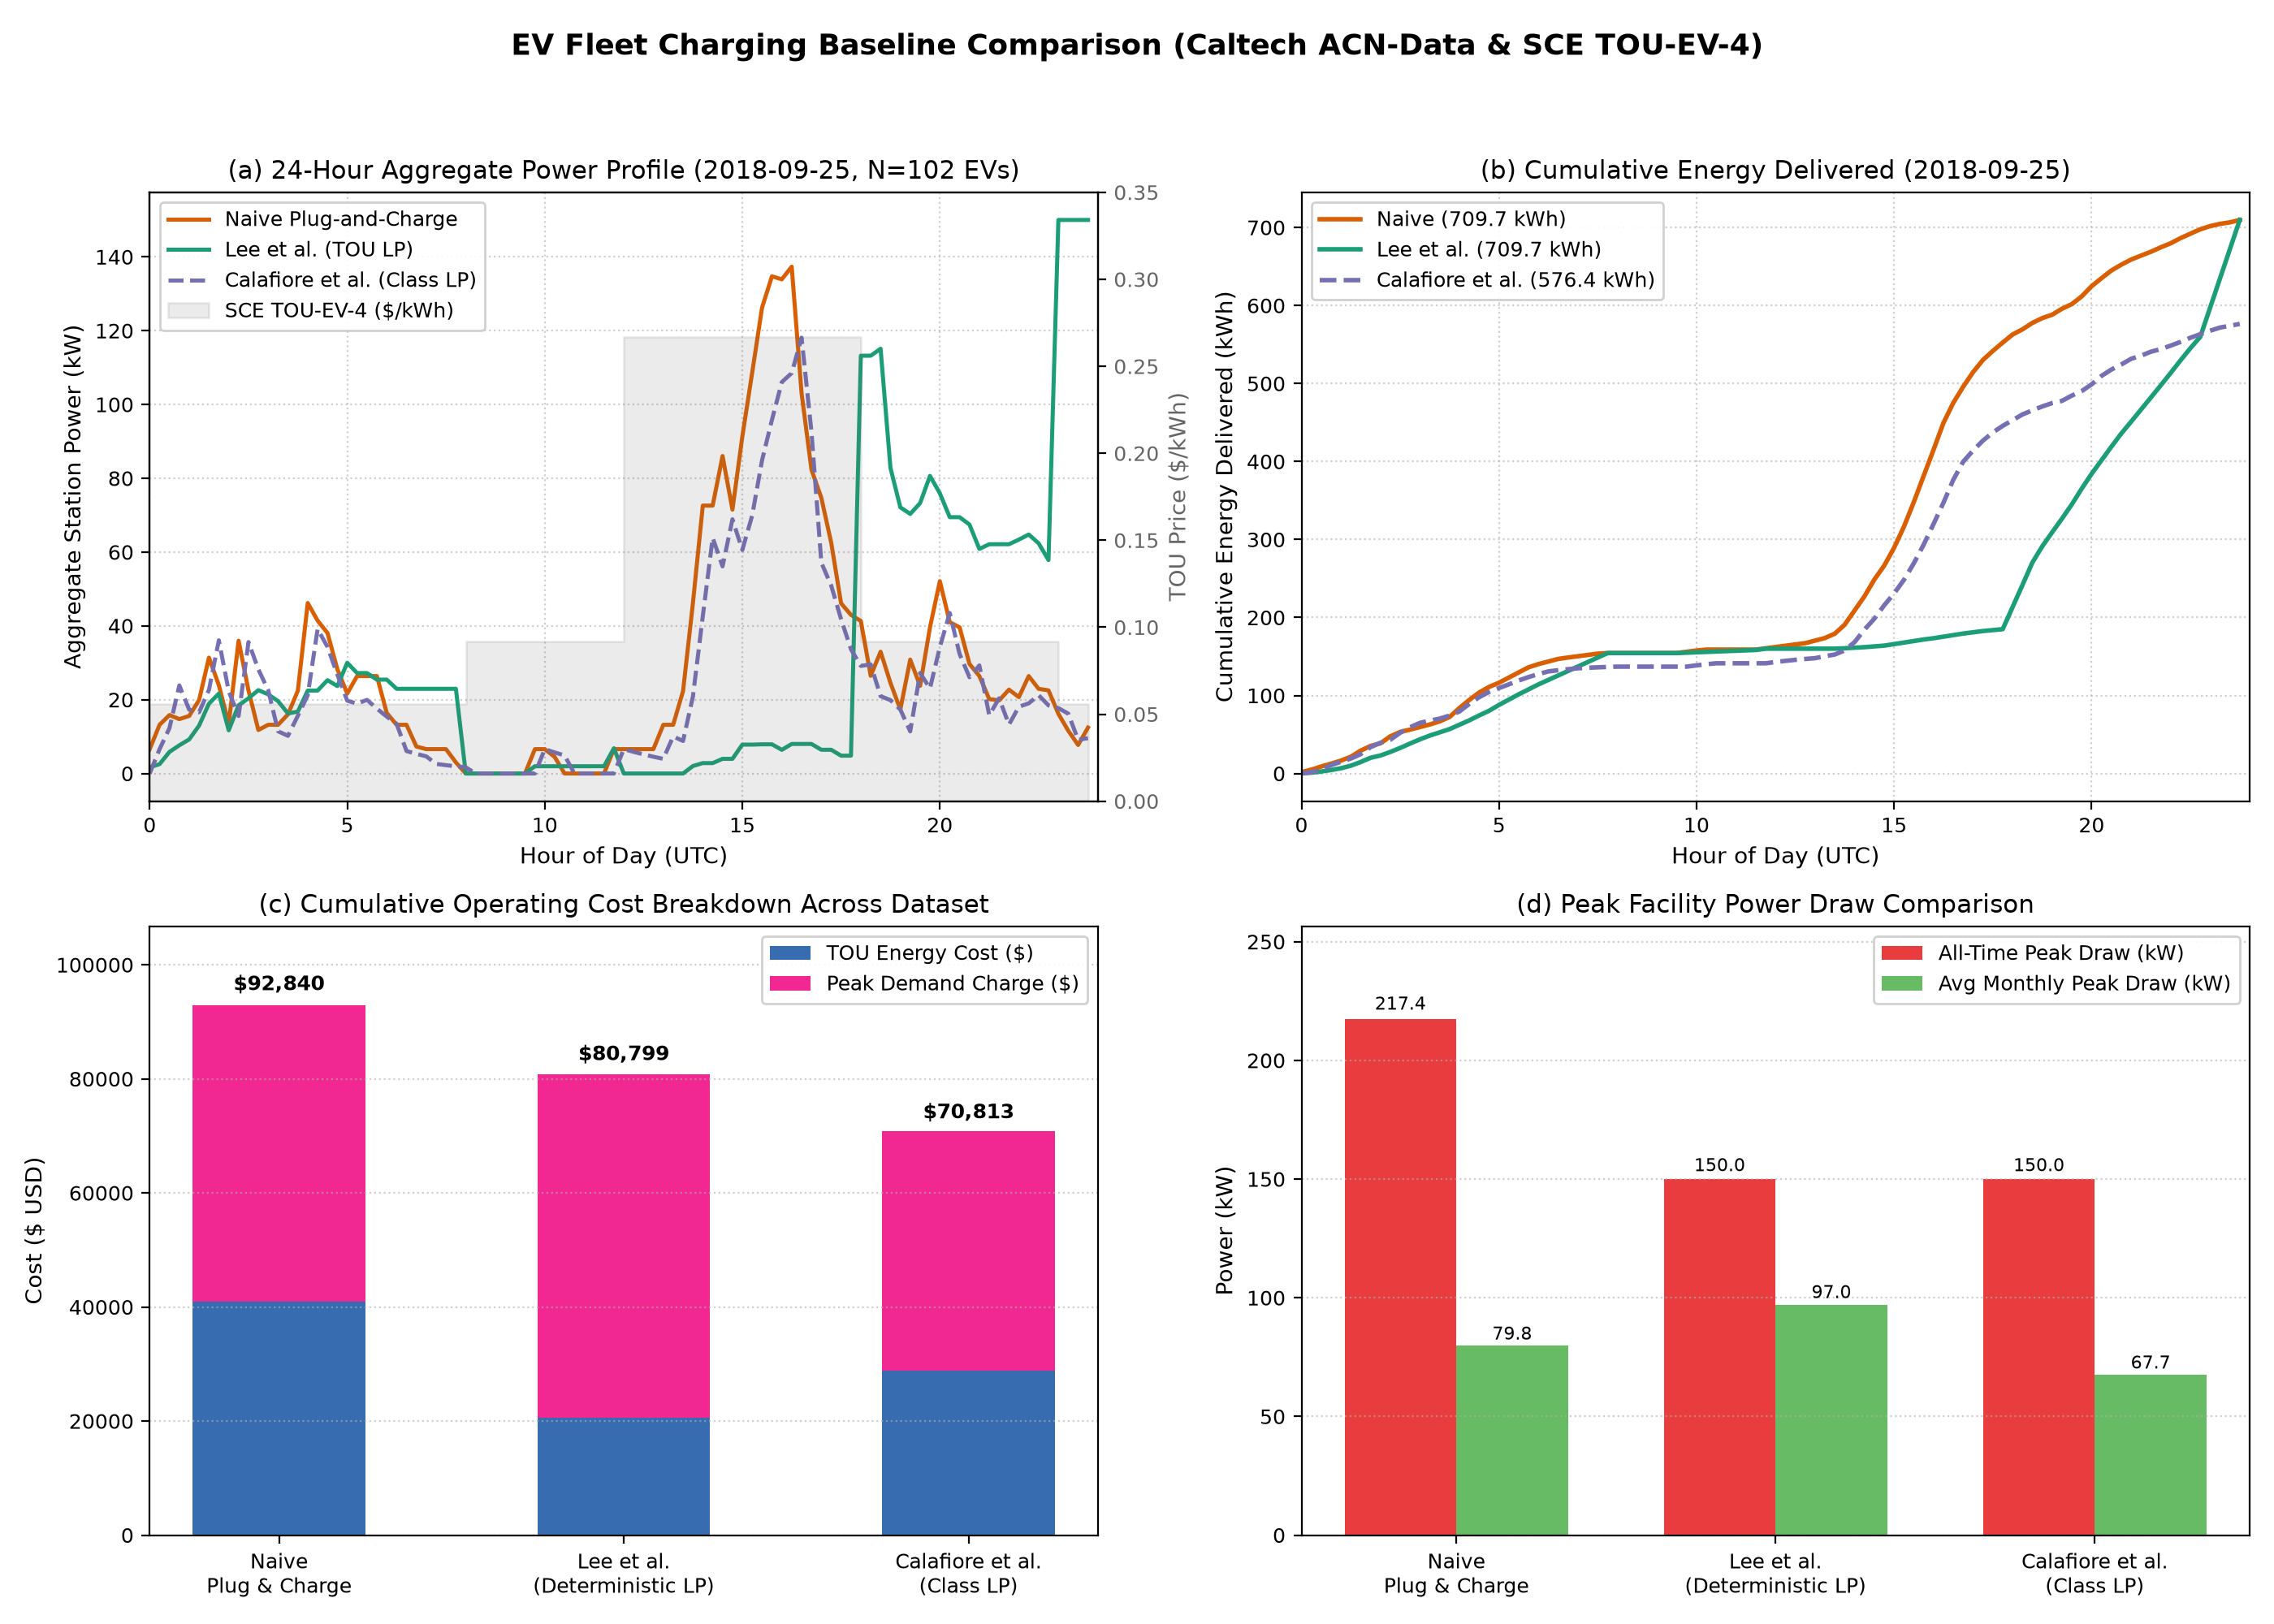 EV Fleet Charging Baseline Comparison (Caltech ACN-Data & SCE TOU-EV-4)
(a) 24-Hour Aggregate Power Profile (2018-09-25, N=102 EVs)
Naive Plug-and-Charge
Lee et al. (TOU LP)
Calafiore et al. (Class LP)
SCE TOU-EV-4 ($/kWh)
Aggregate Station Power (kW)
140
120
100
80
60
40
20
0
0.35
0.30
0.25
0.20
0.15
0.10
0.05
0.00
TOU Price ($/kWh)
0 5 10 15 20
Hour of Day (UTC)
(b) Cumulative Energy Delivered (2018-09-25)
Naive (709.7 kWh)
Lee et al. (709.7 kWh)
Calafiore et al. (576.4 kWh)
Cumulative Energy Delivered (kWh)
700
600
500
400
300
200
100
0
0 5 10 15 20
Hour of Day (UTC)
(c) Cumulative Operating Cost Breakdown Across Dataset
TOU Energy Cost ($)
Peak Demand Charge ($)
Cost ($ USD)
100000
80000
60000
40000
20000
0
$92,840
$80,799
$70,813
Naive
Plug & Charge
Lee et al.
(Deterministic LP)
Calafiore et al.
(Class LP)
(d) Peak Facility Power Draw Comparison
All-Time Peak Draw (kW)
Avg Monthly Peak Draw (kW)
Power (kW)
250
200
150
100
50
0
217.4
79.8
150.0
97.0
150.0
67.7
Naive
Plug & Charge
Lee et al.
(Deterministic LP)
Calafiore et al.
(Class LP)